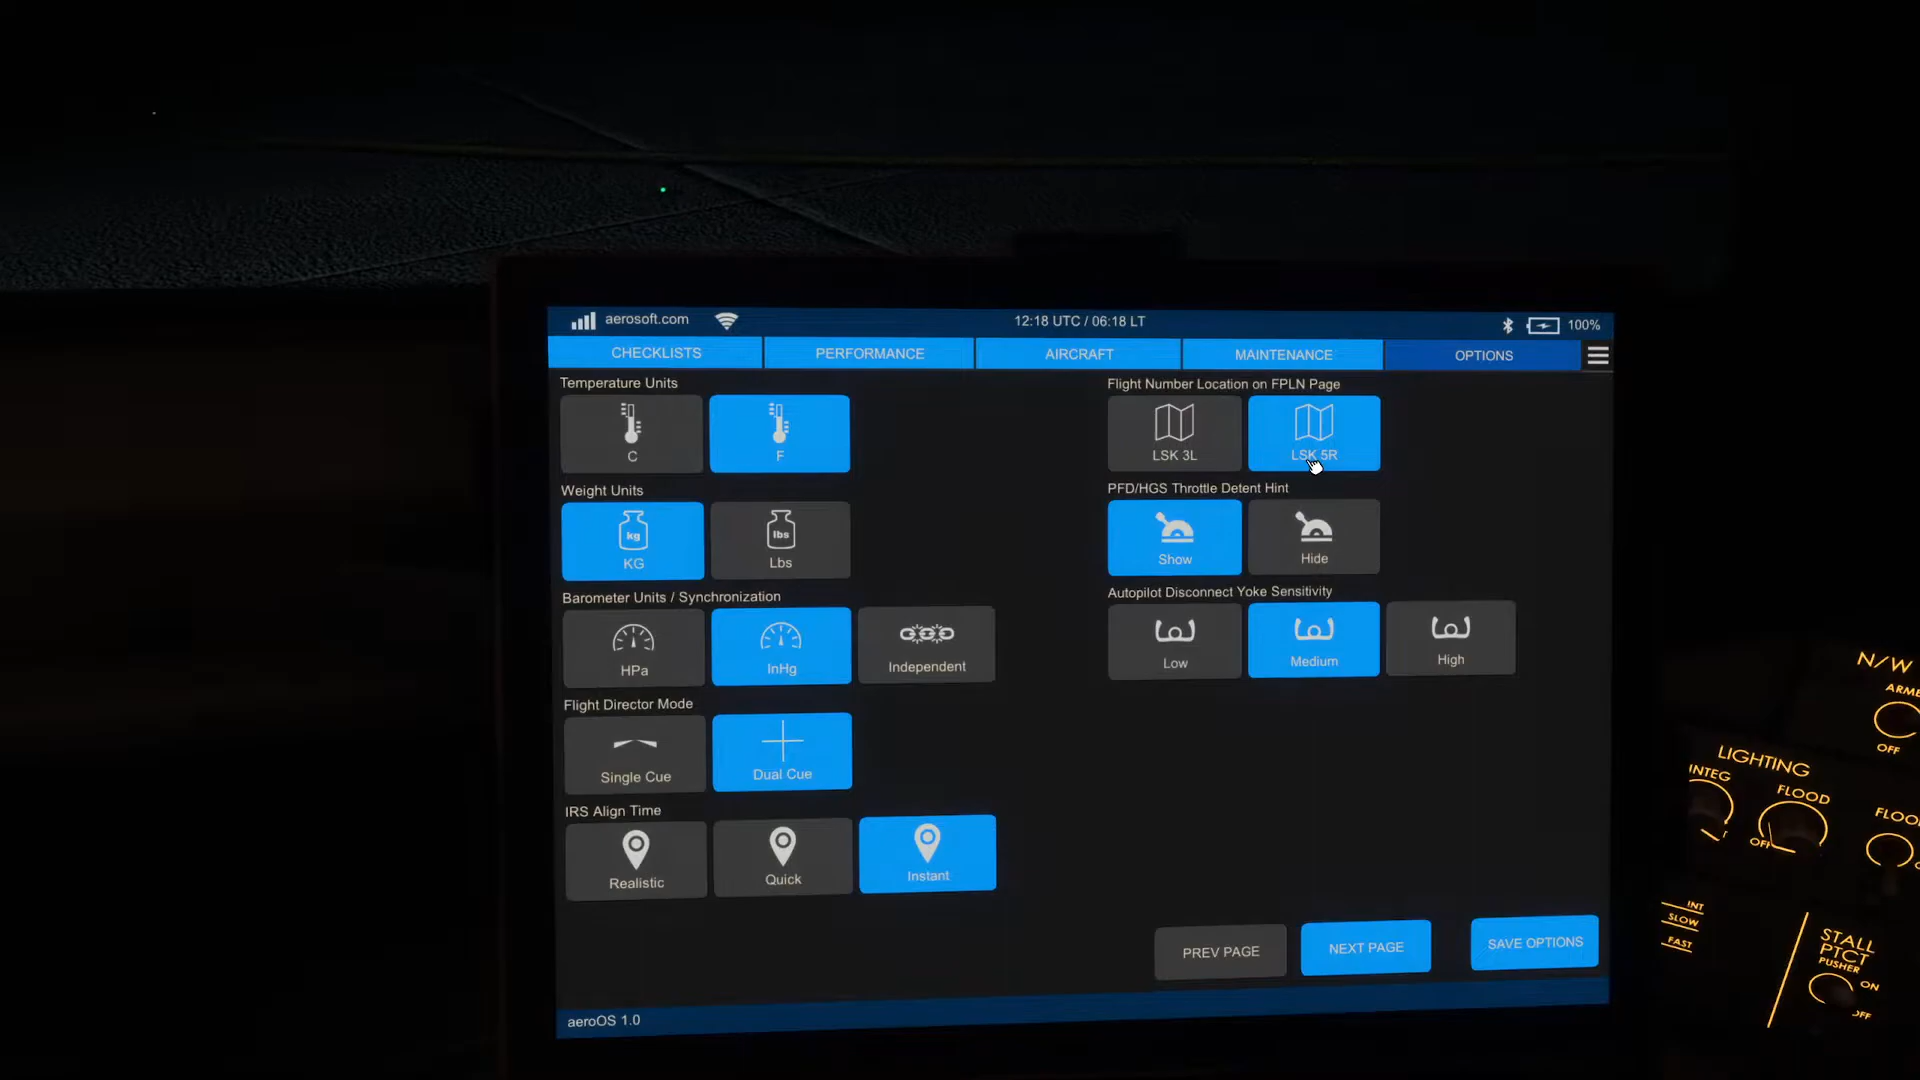 aerosoft.com
12:18 UTC / 06:18 LT
100%
CHECKLISTS
PERFORMANCE
AIRCRAFT
MAINTENANCE
OPTIONS
Temperature Units
C
F
Weight Units
kg
KG
lbs
Lbs
Barometer Units / Synchronization
HPa
InHg
Independent
Flight Director Mode
Single Cue
Dual Cue
IRS Align Time
Realistic
Quick
Instant
Flight Number Location on FPLN Page
LSK 3L
LSK 5R
PFD/HGS Throttle Detent Hint
Show
Hide
Autopilot Disconnect Yoke Sensitivity
Low
Medium
High
PREV PAGE
NEXT PAGE
SAVE OPTIONS
aeroOS 1.0
N/W
ARME
OFF
LIGHTING
INTEG
FLOOD
OFF
FLOO
INT
SLOW
FAST
STALL
PTCT
PUSHER
ON
OFF